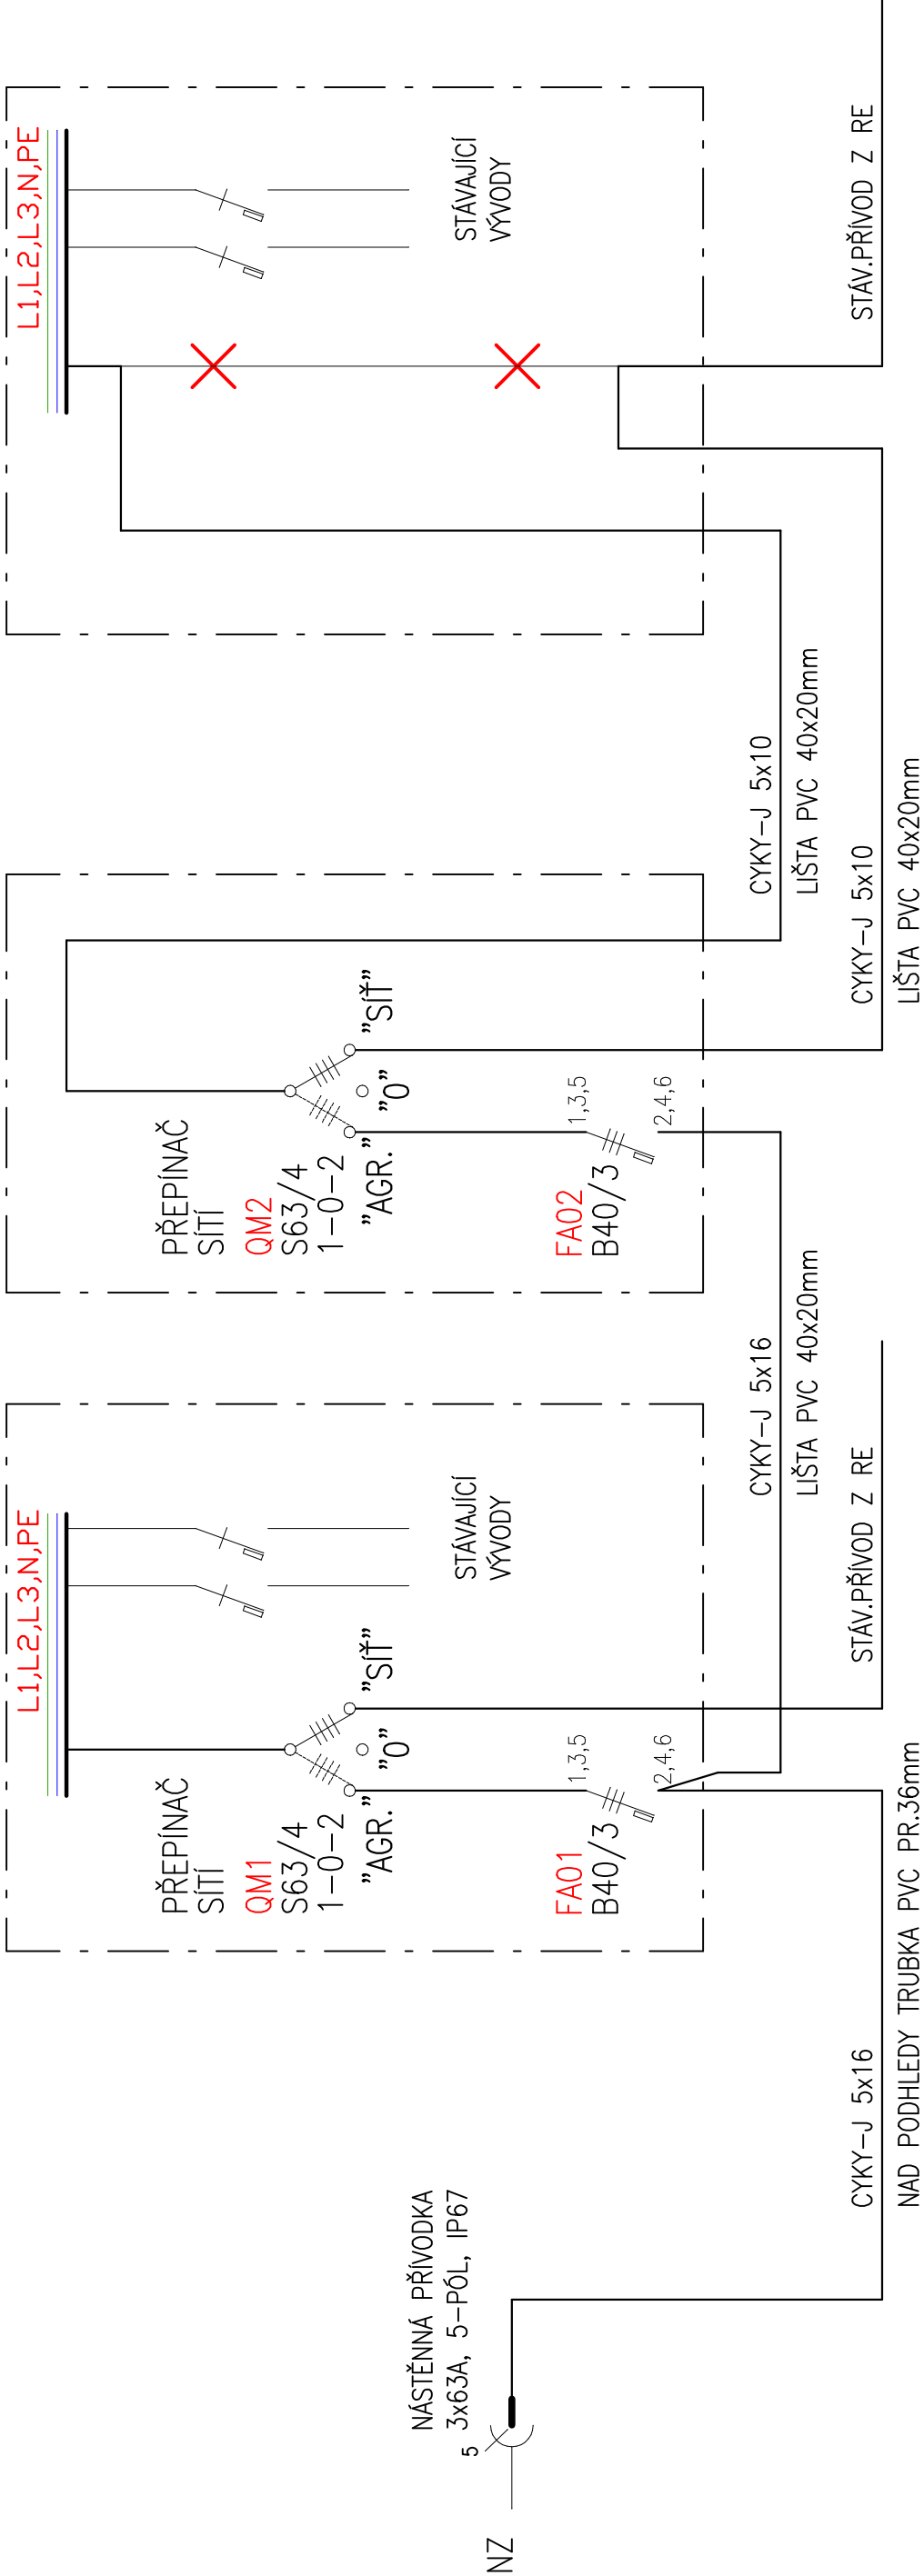 NZ
5
NÁSTĚNNÁ PŘÍVODKA
3x63A, 5-PÓL, IP67
CYKY-J 5x16
NAD PODHLEDY TRUBKA PVC PR.36mm
L1,L2,L3,N,PE
PŘEPÍNAČ
SÍTÍ
QM1
S63/4
1-0-2
"AGR."
"0"
"SÍŤ"
FA01
B40/3
1,3,5
2,4,6
STÁVAJÍCÍ
VÝVODY
STÁV.PŘÍVOD Z RE
CYKY-J 5x16
LIŠTA PVC 40x20mm
PŘEPÍNAČ
SÍTÍ
QM2
S63/4
1-0-2
"AGR."
"0"
"SÍŤ"
FA02
B40/3
1,3,5
2,4,6
CYKY-J 5x10
LIŠTA PVC 40x20mm
CYKY-J 5x10
LIŠTA PVC 40x20mm
L1,L2,L3,N,PE
STÁVAJÍCÍ
VÝVODY
STÁV.PŘÍVOD Z RE